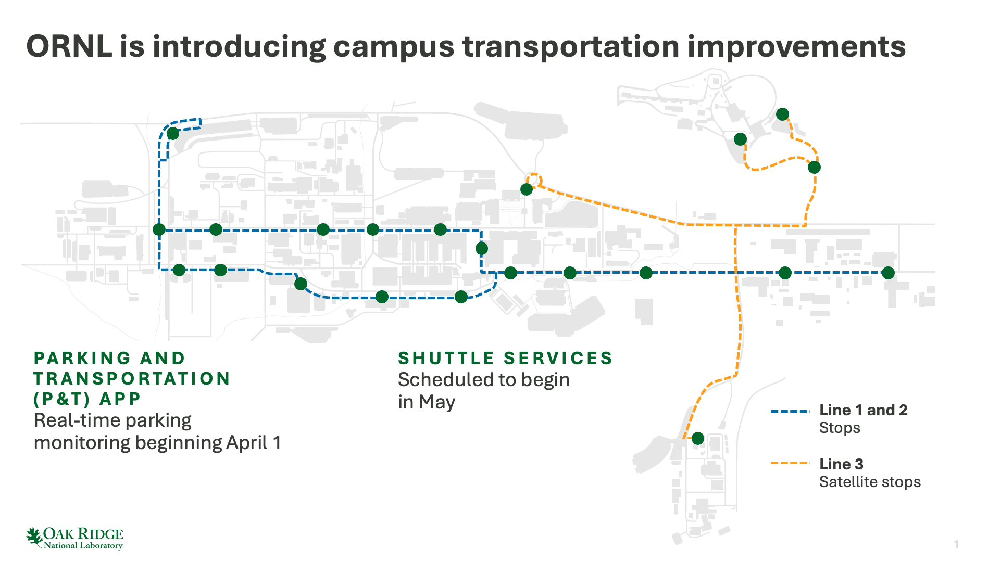 ORNL is introducing campus transportation improvements
PARKING AND
TRANSPORTATION
(P&T) APP
Real-time parking
monitoring beginning April 1
SHUTTLE SERVICES
Scheduled to begin
in May
Line 1 and 2
Stops
Line 3
Satellite stops
OAK RIDGE
National Laboratory
1